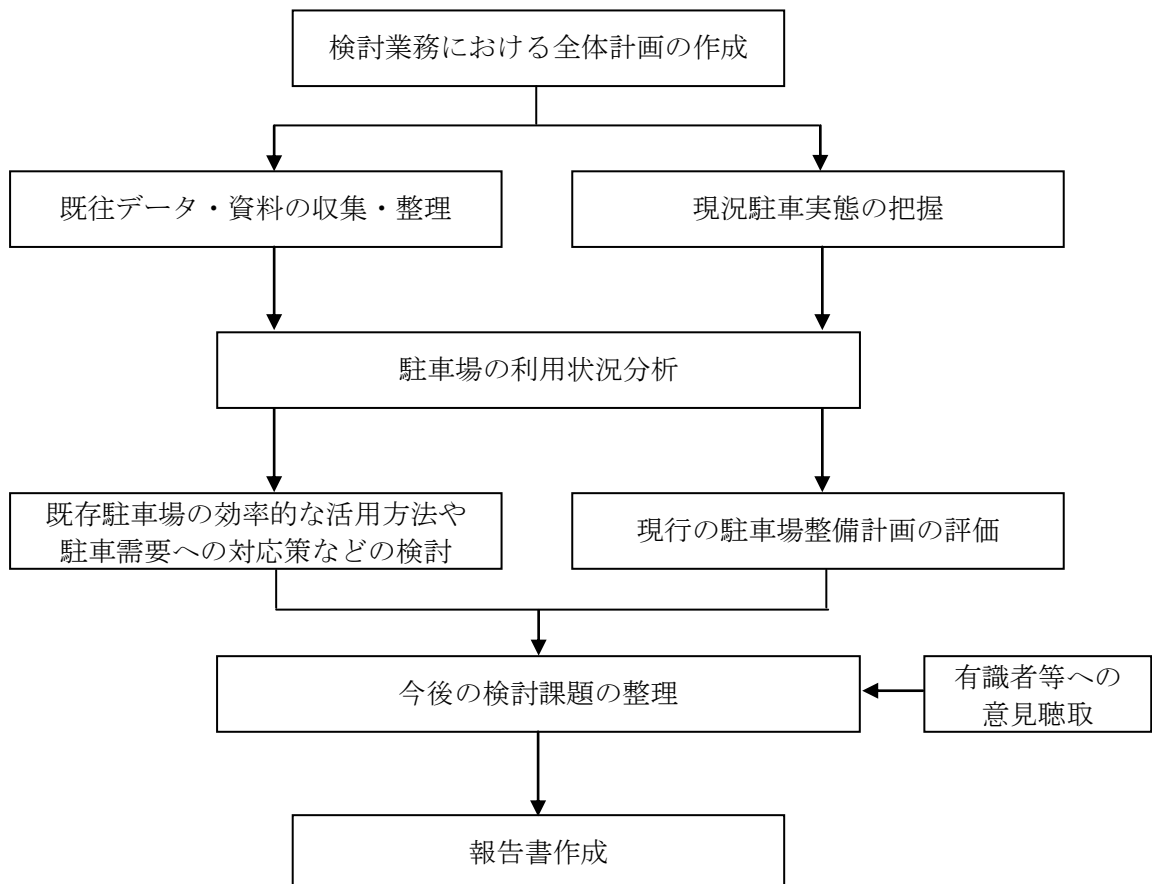 検討業務における全体計画の作成
既往データ・資料の収集・整理
現況駐車実態の把握
駐車場の利用状況分析
既存駐車場の効率的な活用方法や
駐車需要への対応策などの検討
現行の駐車場整備計画の評価
今後の検討課題の整理
有識者等への
意見聴取
報告書作成